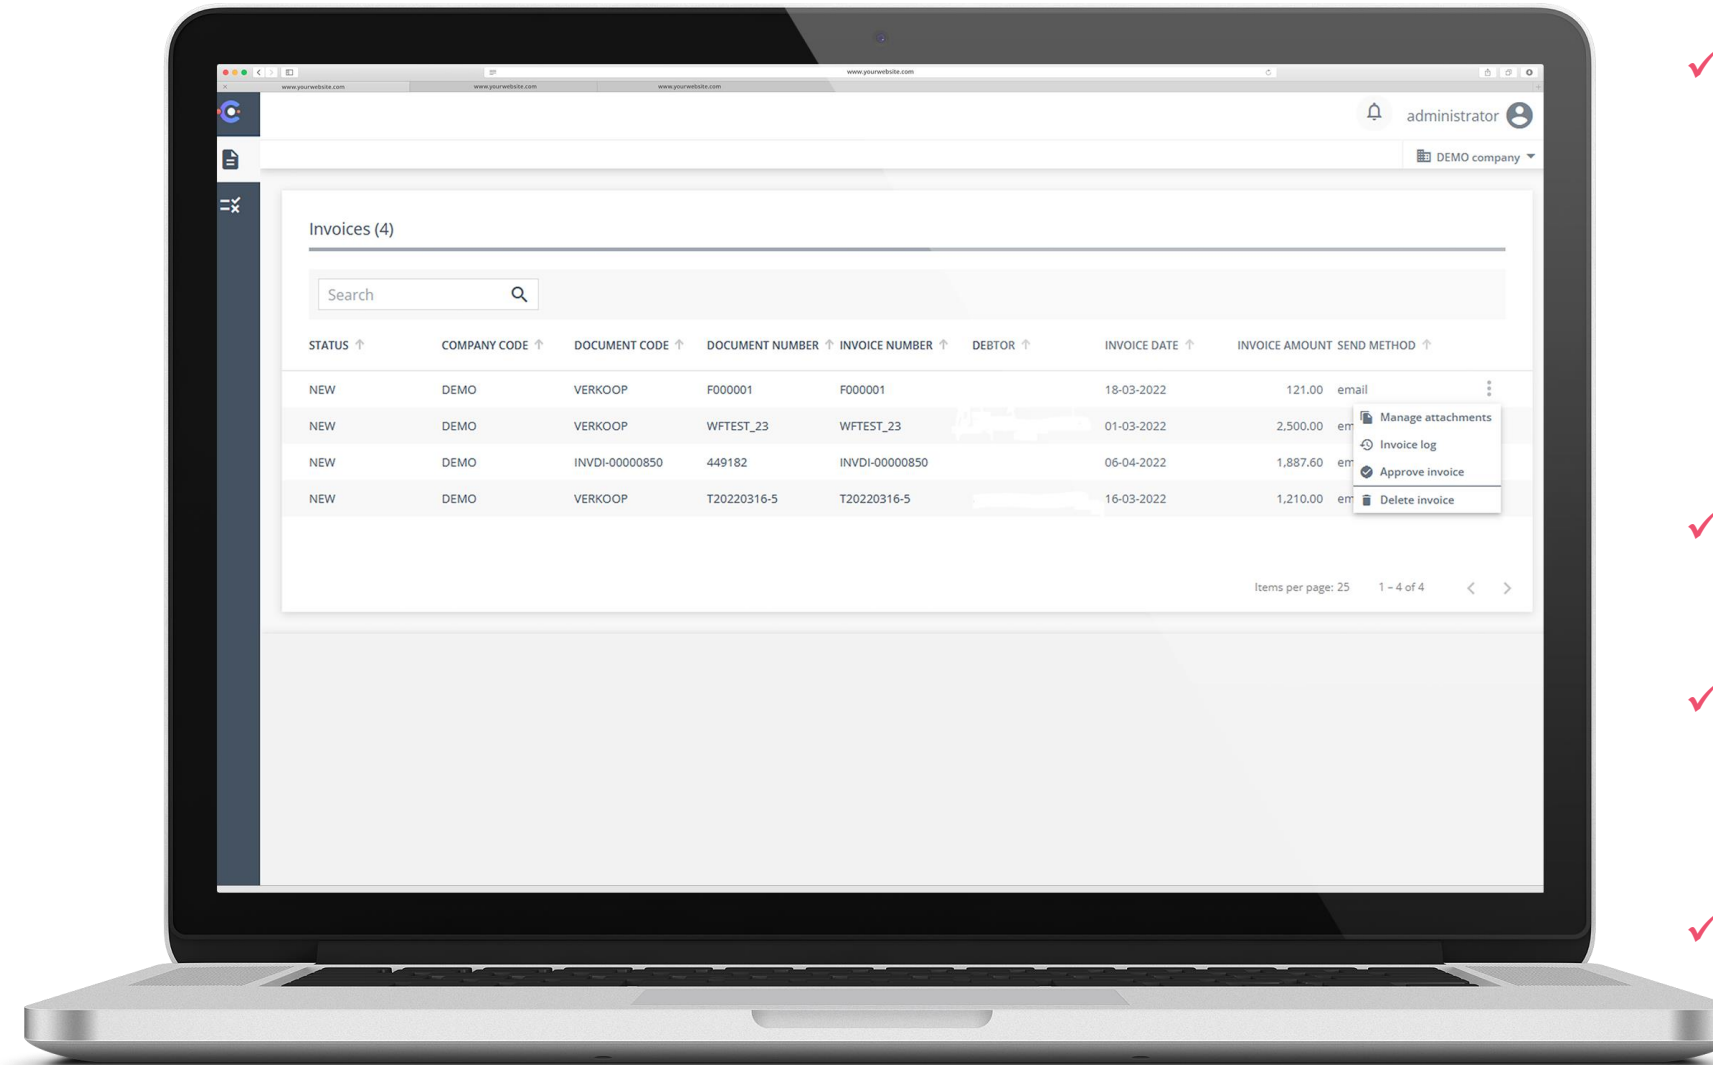 www.yourwebsite.com
www.yourwebsite.com www.yourwebsite.com www.yourwebsite.com
administrator
DEMO company
Invoices (4)
Search
STATUS COMPANY CODE DOCUMENT CODE DOCUMENT NUMBER INVOICE NUMBER DEBTOR INVOICE DATE INVOICE AMOUNT SEND METHOD
NEW DEMO VERKOOP F000001 F000001 18-03-2022 121.00 email
NEW DEMO VERKOOP WFTEST_23 WFTEST_23 01-03-2022 2,500.00 em
NEW DEMO INVDI-00000850 449182 INVDI-00000850 06-04-2022 1,887.60 em
NEW DEMO VERKOOP T20220316-5 T20220316-5 16-03-2022 1,210.00 em
Manage attachments
Invoice log
Approve invoice
Delete invoice
Items per page: 25 1 – 4 of 4